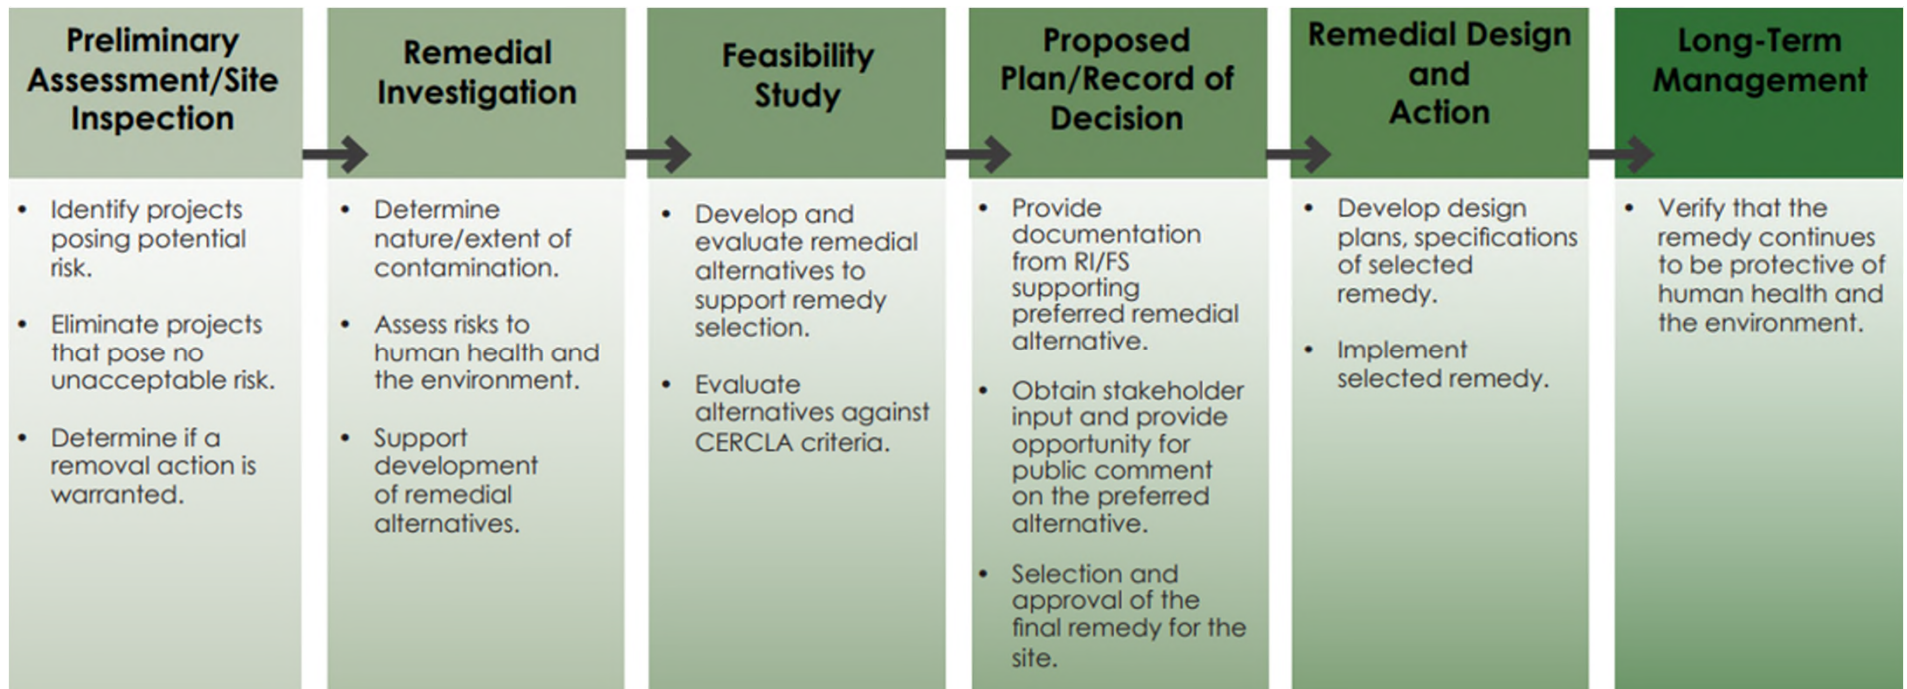 Preliminary
Assessment/Site
Inspection
• Identify projects
posing potential
risk.
• Eliminate projects
that pose no
unacceptable risk.
• Determine if a
removal action is
warranted.
Remedial
Investigation
• Determine
nature/extent of
contamination.
• Assess risks to
human health and
the environment.
• Support
development
of remedial
alternatives.
Feasibility
Study
• Develop and
evaluate remedial
alternatives to
support remedy
selection.
• Evaluate
alternatives against
CERCLA criteria.
Proposed
Plan/Record of
Decision
• Provide
documentation
from RI/FS
supporting
preferred remedial
alternative.
• Obtain stakeholder
input and provide
opportunity for
public comment
on the preferred
alternative.
• Selection and
approval of the
final remedy for the
site.
Remedial Design
and
Action
• Develop design
plans, specifications
of selected
remedy.
• Implement
selected remedy.
Long-Term
Management
• Verify that the
remedy continues
to be protective of
human health and
the environment.